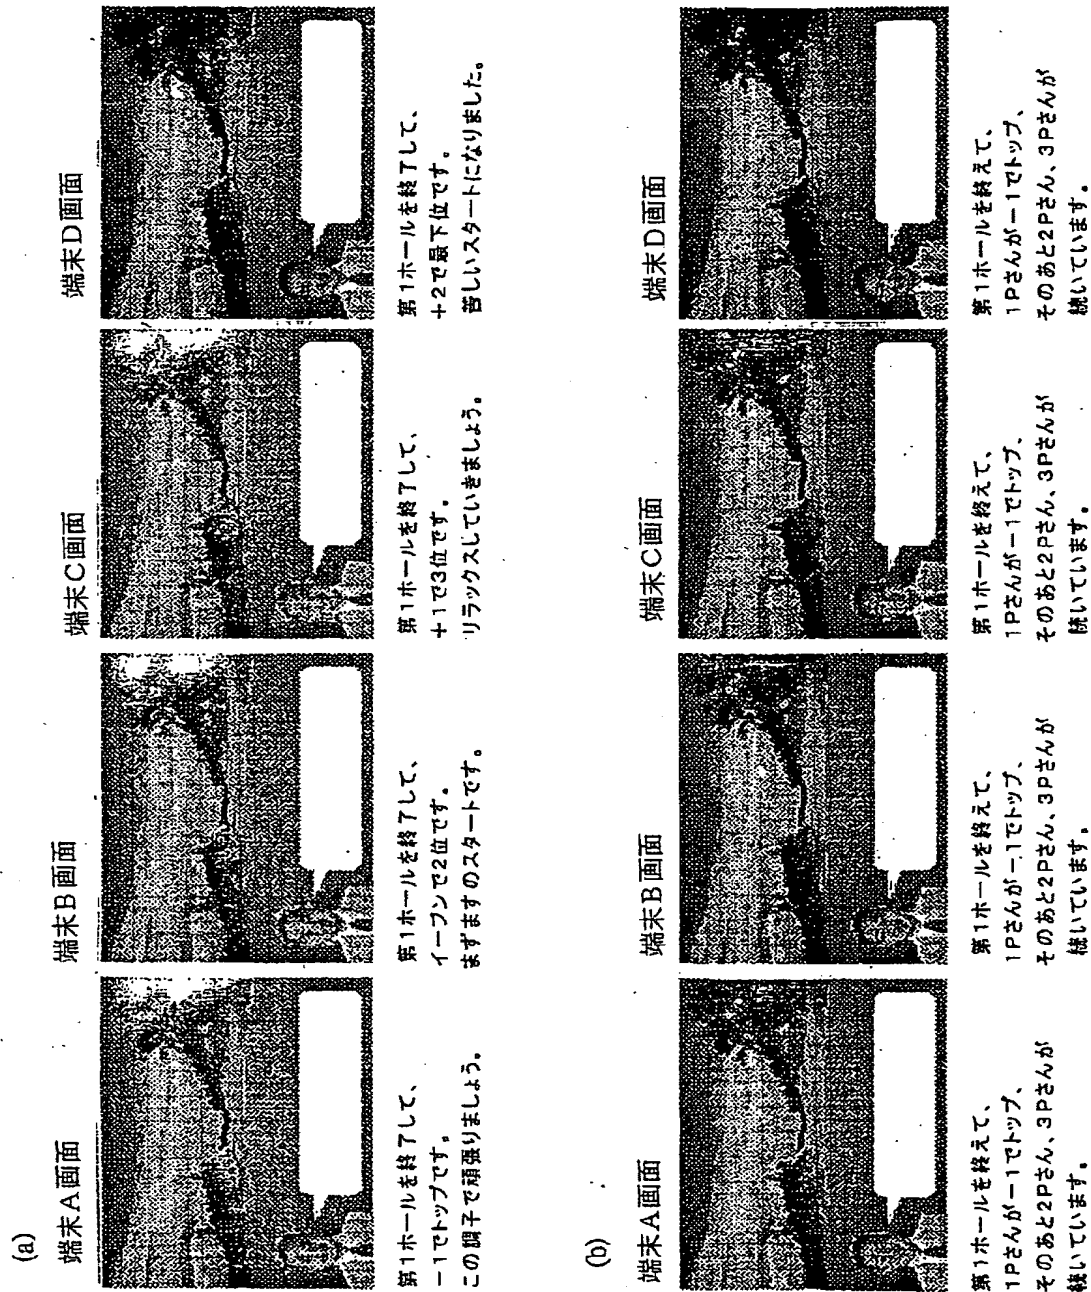 (a)
端末A画面
第1ホールを終了して、
－1でトップです。
この調子で頑張りましょう。
端末B画面
第1ホールを終了して、
イーブンで2位です。
まずまずのスタートです。
端末C画面
第1ホールを終了して、
＋1で3位です。
リラックスしていきましょう。
端末D画面
第1ホールを終了して、
＋2で最下位です。
苦しいスタートになりました。
(b)
端末A画面
第1ホールを終えて、
1Pさんが－1でトップ、
そのあと2Pさん、3Pさんが
続いています。
端末B画面
第1ホールを終えて、
1Pさんが－1でトップ、
そのあと2Pさん、3Pさんが
続いています。
端末C画面
第1ホールを終えて、
1Pさんが－1でトップ、
そのあと2Pさん、3Pさんが
続いています。
端末D画面
第1ホールを終えて、
1Pさんが－1でトップ、
そのあと2Pさん、3Pさんが
続いています。